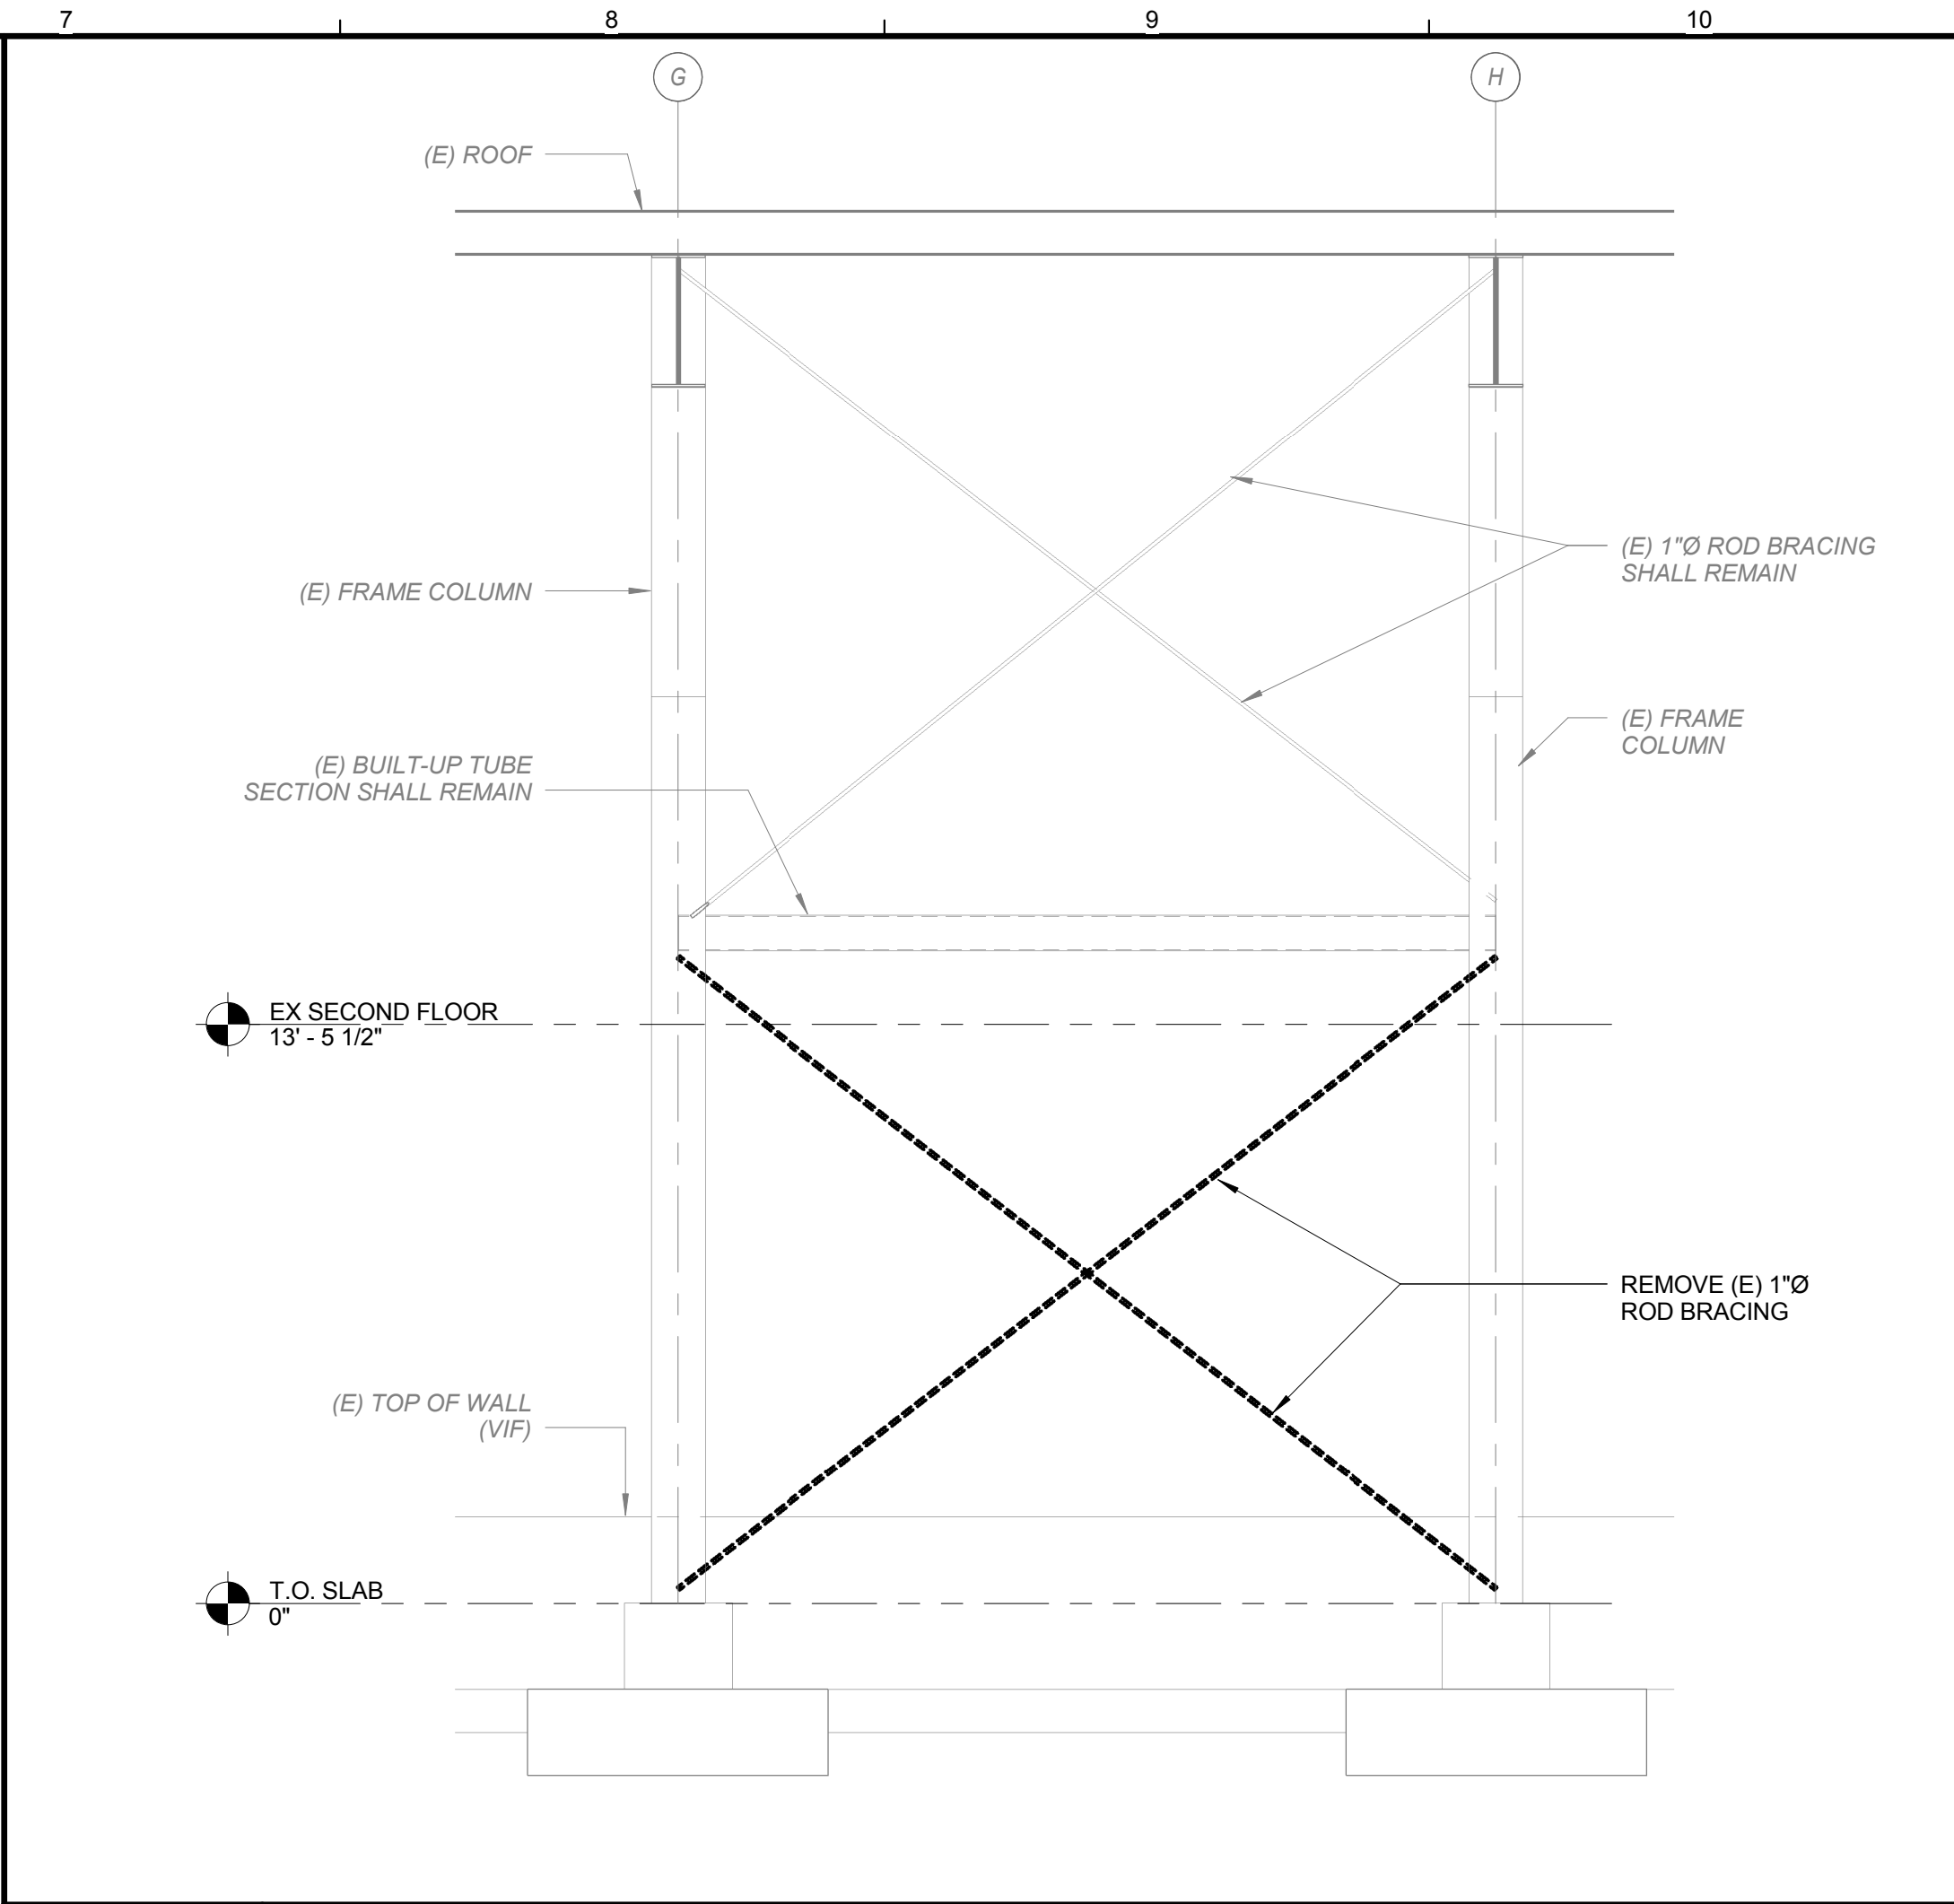 7 8 9 10
G H
(E) ROOF
(E) 1"Ø ROD BRACING
SHALL REMAIN
(E) FRAME COLUMN
(E) FRAME
COLUMN
(E) BUILT-UP TUBE
SECTION SHALL REMAIN
EX SECOND FLOOR
13' - 5 1/2"
REMOVE (E) 1"Ø
ROD BRACING
(E) TOP OF WALL
(VIF)
T.O. SLAB
0"